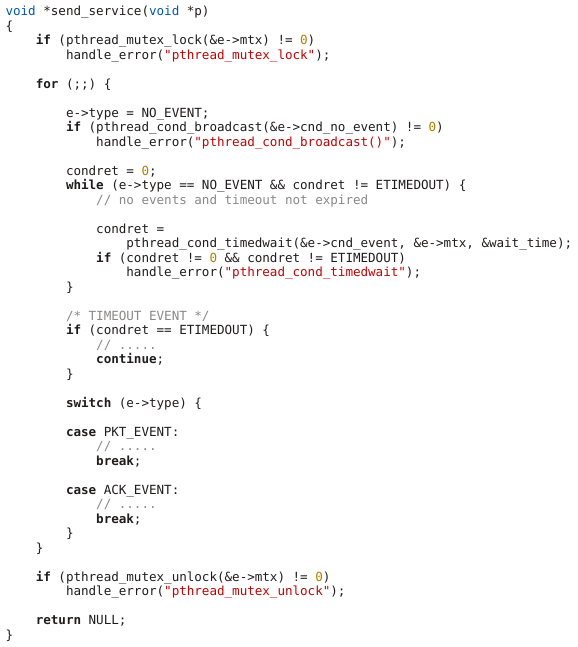 void *send_service(void *p)
{
    if (pthread_mutex_lock(&e->mtx) != 0)
        handle_error("pthread_mutex_lock");

    for (;;) {

        e->type = NO_EVENT;
        if (pthread_cond_broadcast(&e->cnd_no_event) != 0)
            handle_error("pthread_cond_broadcast()");

        condret = 0;
        while (e->type == NO_EVENT && condret != ETIMEDOUT) {
            // no events and timeout not expired

            condret =
                pthread_cond_timedwait(&e->cnd_event, &e->mtx, &wait_time);
            if (condret != 0 && condret != ETIMEDOUT)
                handle_error("pthread_cond_timedwait");
        }

        /* TIMEOUT EVENT */
        if (condret == ETIMEDOUT) {
            // .....
            continue;
        }

        switch (e->type) {

        case PKT_EVENT:
            // .....
            break;

        case ACK_EVENT:
            // .....
            break;
        }
    }

    if (pthread_mutex_unlock(&e->mtx) != 0)
        handle_error("pthread_mutex_unlock");

    return NULL;
}